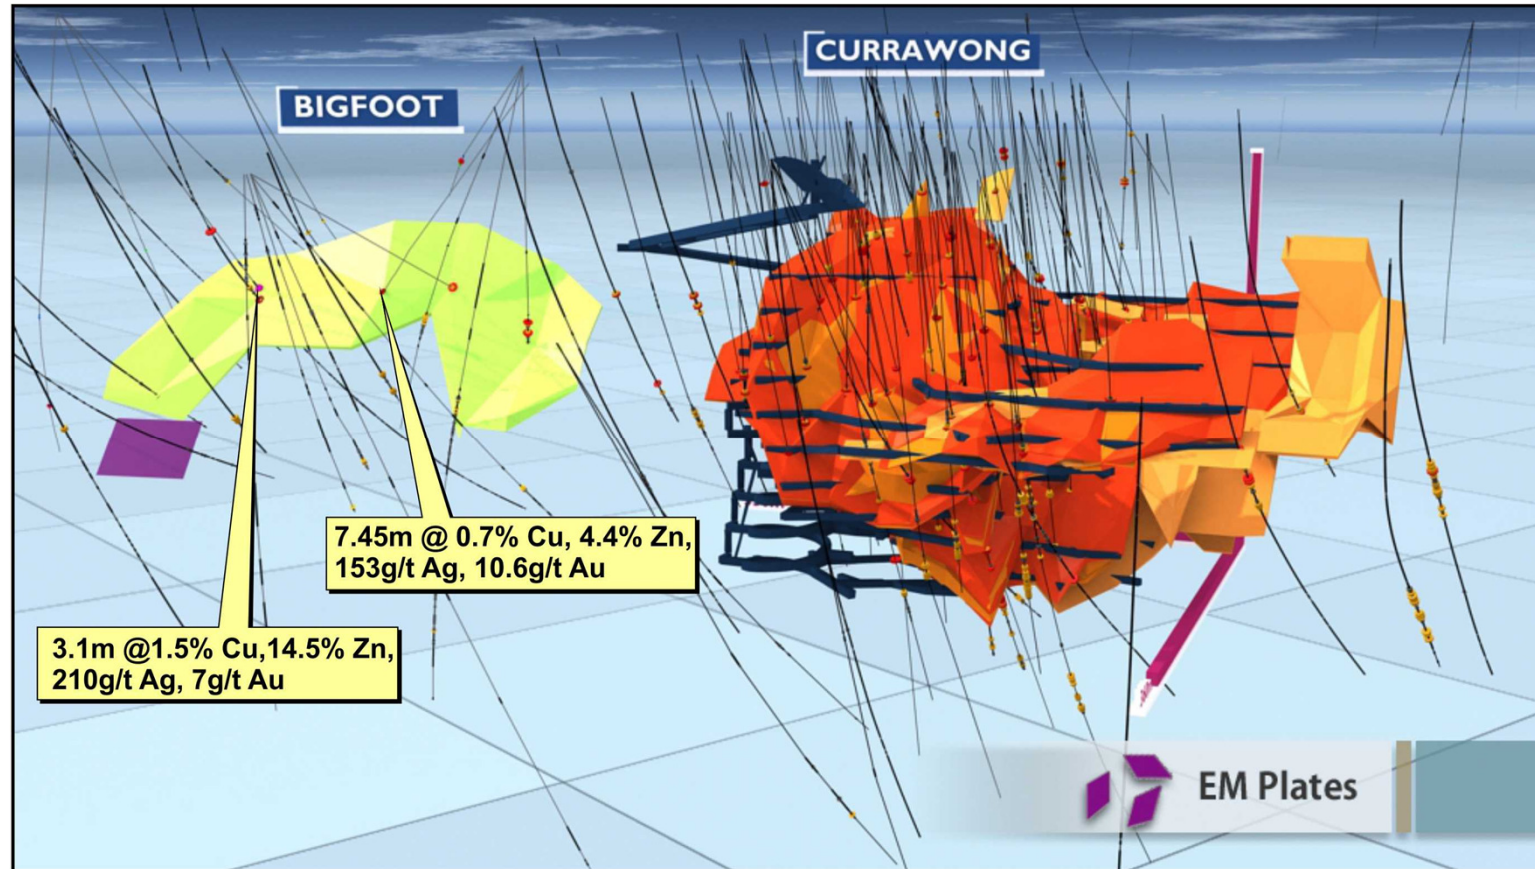 CURRAWONG
BIGFOOT
7.45m @ 0.7% Cu, 4.4% Zn,
153g/t Ag, 10.6g/t Au
3.1m @1.5% Cu,14.5% Zn,
210g/t Ag, 7g/t Au
EM Plates